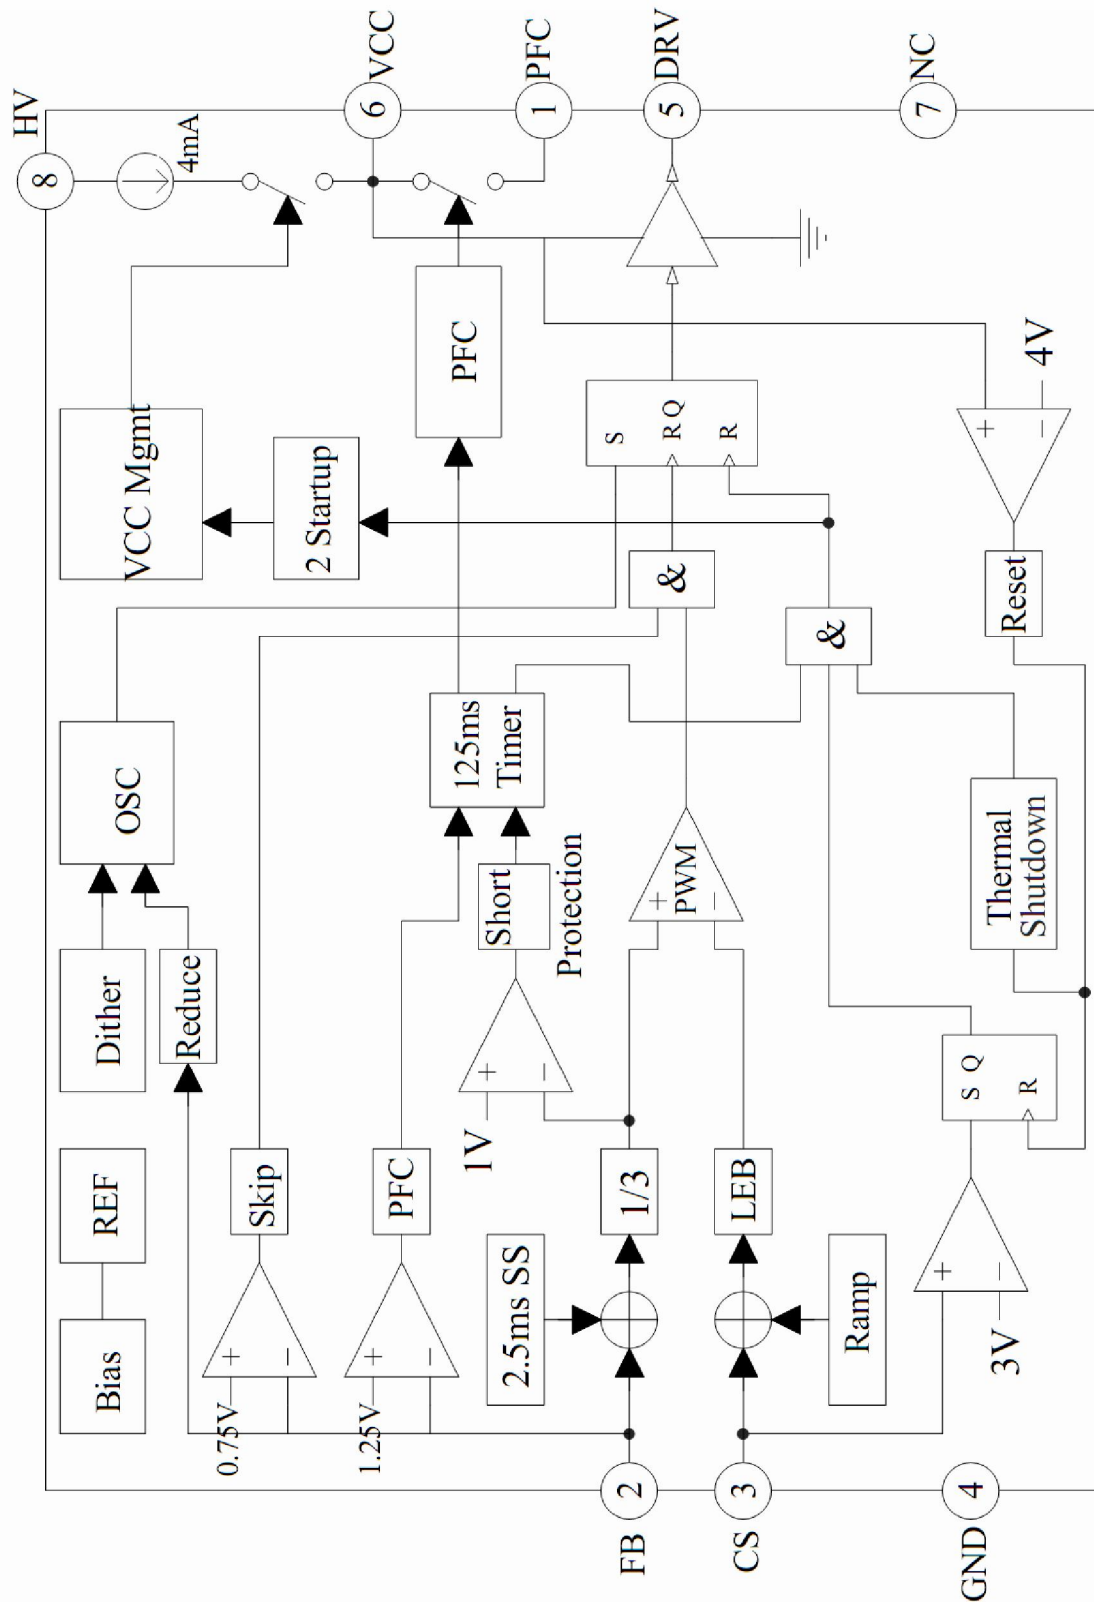 HV
8
4mA
VCC
6
PFC
1
DRV
5
NC
7
VCC Mgmt
2 Startup
PFC
S
R Q
R
4V
+
−
Reset
&
&
OSC
125ms
Timer
Short
Protection
+
PWM
−
Thermal
Shutdown
Dither
Reduce
1V
+
−
S Q
R
REF
Bias
Skip
0.75V
+
−
PFC
1.25V
+
−
2.5ms SS
1/3
LEB
Ramp
3V
+
−
FB
2
CS
3
GND
4